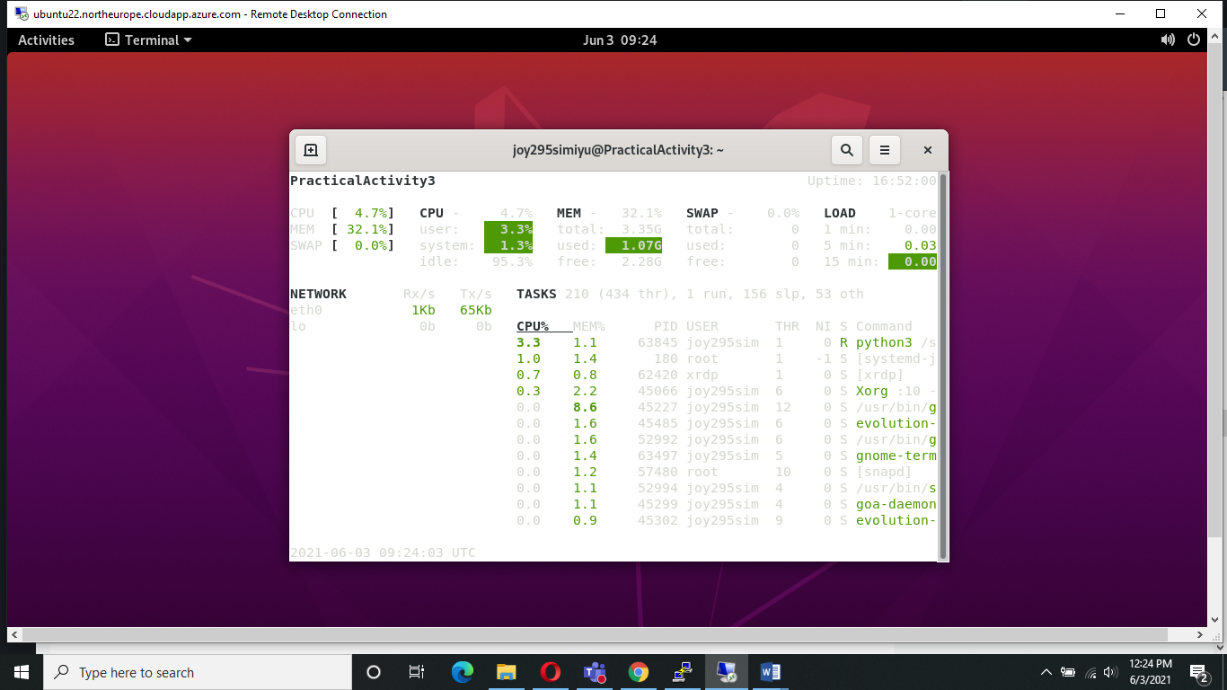 ubuntu22.northeurope.cloudapp.azure.com - Remote Desktop Connection
Activities Terminal Jun 3 09:24
joy295simiyu@PracticalActivity3: ~
PracticalActivity3 Uptime: 16:52:00
CPU [ 4.7%] CPU - 4.7% MEM - 32.1% SWAP - 0.0% LOAD 1-core
MEM [ 32.1%] user: 3.3% total: 3.35G total: 0 1 min: 0.00
SWAP [ 0.0%] system: 1.3% used: 1.07G used: 0 5 min: 0.03
idle: 95.3% free: 2.28G free: 0 15 min: 0.00
NETWORK Rx/s Tx/s TASKS 210 (434 thr), 1 run, 156 slp, 53 oth
eth0 1Kb 65Kb
lo 0b 0b CPU% MEM% PID USER THR NI S Command
3.3 1.1 63845 joy295sim 1 0 R python3 /s
1.0 1.4 180 root 1 -1 S [systemd-j
0.7 0.8 62420 xrdp 1 0 S [xrdp]
0.3 2.2 45066 joy295sim 6 0 S Xorg :10 -
0.0 8.6 45227 joy295sim 12 0 S /usr/bin/g
0.0 1.6 45485 joy295sim 6 0 S evolution-
0.0 1.6 52992 joy295sim 6 0 S /usr/bin/g
0.0 1.4 63497 joy295sim 5 0 S gnome-term
0.0 1.2 57480 root 10 0 S [snapd]
0.0 1.1 52994 joy295sim 4 0 S /usr/bin/s
0.0 1.1 45299 joy295sim 4 0 S goa-daemon
0.0 0.9 45302 joy295sim 9 0 S evolution-
2021-06-03 09:24:03 UTC
Type here to search
12:24 PM
6/3/2021
2